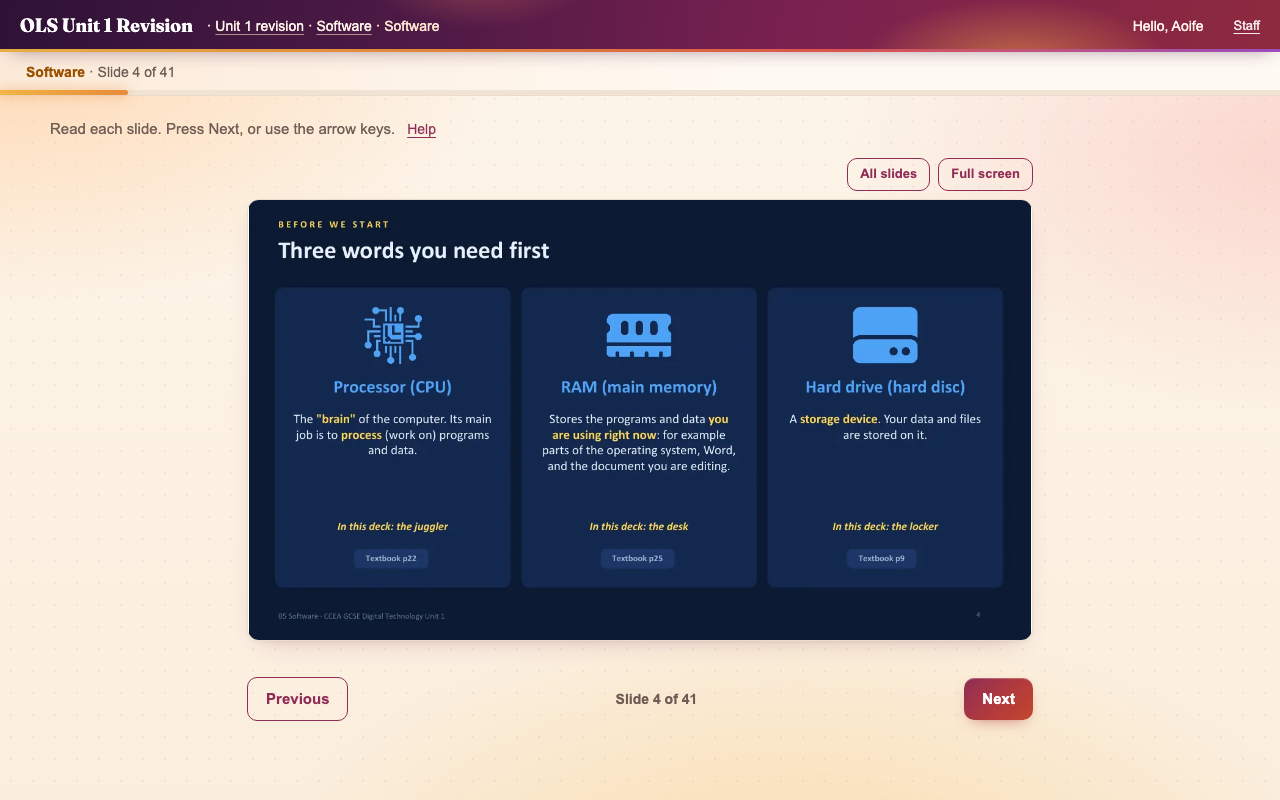 OLS Unit 1 Revision · Unit 1 revision · Software · Software Hello, Aoife Staff
Software · Slide 4 of 41
Read each slide. Press Next, or use the arrow keys. Help
All slides Full screen
BEFORE WE START
Three words you need first
Processor (CPU)
The "brain" of the computer. Its main
job is to process (work on) programs
and data.
In this deck: the juggler
Textbook p22
RAM (main memory)
Stores the programs and data you
are using right now: for example
parts of the operating system, Word,
and the document you are editing.
In this deck: the desk
Textbook p25
Hard drive (hard disc)
A storage device. Your data and files
are stored on it.
In this deck: the locker
Textbook p9
05 Software - CCEA GCSE Digital Technology Unit 1 4
Previous Slide 4 of 41 Next